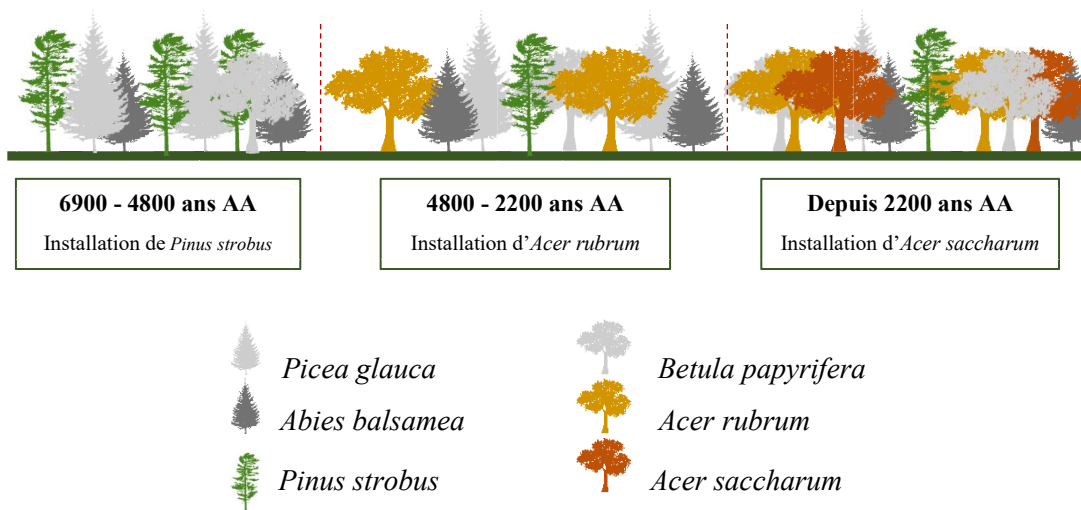 6900 - 4800 ans AA
Installation de Pinus strobus
4800 - 2200 ans AA
Installation d’Acer rubrum
Depuis 2200 ans AA
Installation d’Acer saccharum
Picea glauca
Abies balsamea
Pinus strobus
Betula papyrifera
Acer rubrum
Acer saccharum